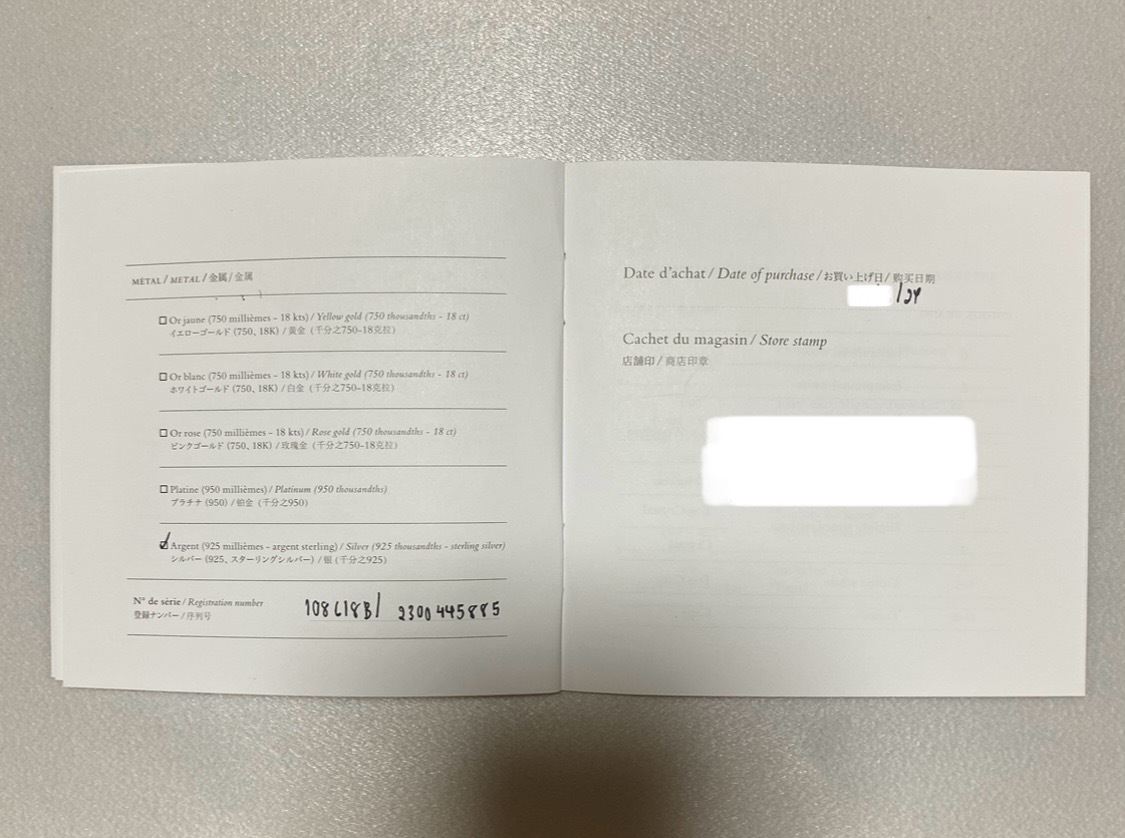 MÉTAL / METAL / 金属 / 金属
Or jaune (750 millièmes - 18 kts) / Yellow gold (750 thousandths - 18 ct)
イエローゴールド (750、18K) / 黄金 (千分之750-18克拉)
Or blanc (750 millièmes - 18 kts) / White gold (750 thousandths - 18 ct)
ホワイトゴールド (750、18K) / 白金 (千分之750-18克拉)
Or rose (750 millièmes - 18 kts) / Rose gold (750 thousandths - 18 ct)
ピンクゴールド (750、18K) / 玫瑰金 (千分之750-18克拉)
Platine (950 millièmes) / Platinum (950 thousandths)
プラチナ (950) / 铂金 (千分之950)
Argent (925 millièmes - argent sterling) / Silver (925 thousandths - sterling silver)
シルバー (925、スターリングシルバー) / 银 (千分之925)
N° de série / Registration number
登録ナンバー / 序列号
108L18B/ 2300445885
Date d'achat / Date of purchase / お買い上げ日 / 购买日期
/24
Cachet du magasin / Store stamp
店舗印 / 商店印章